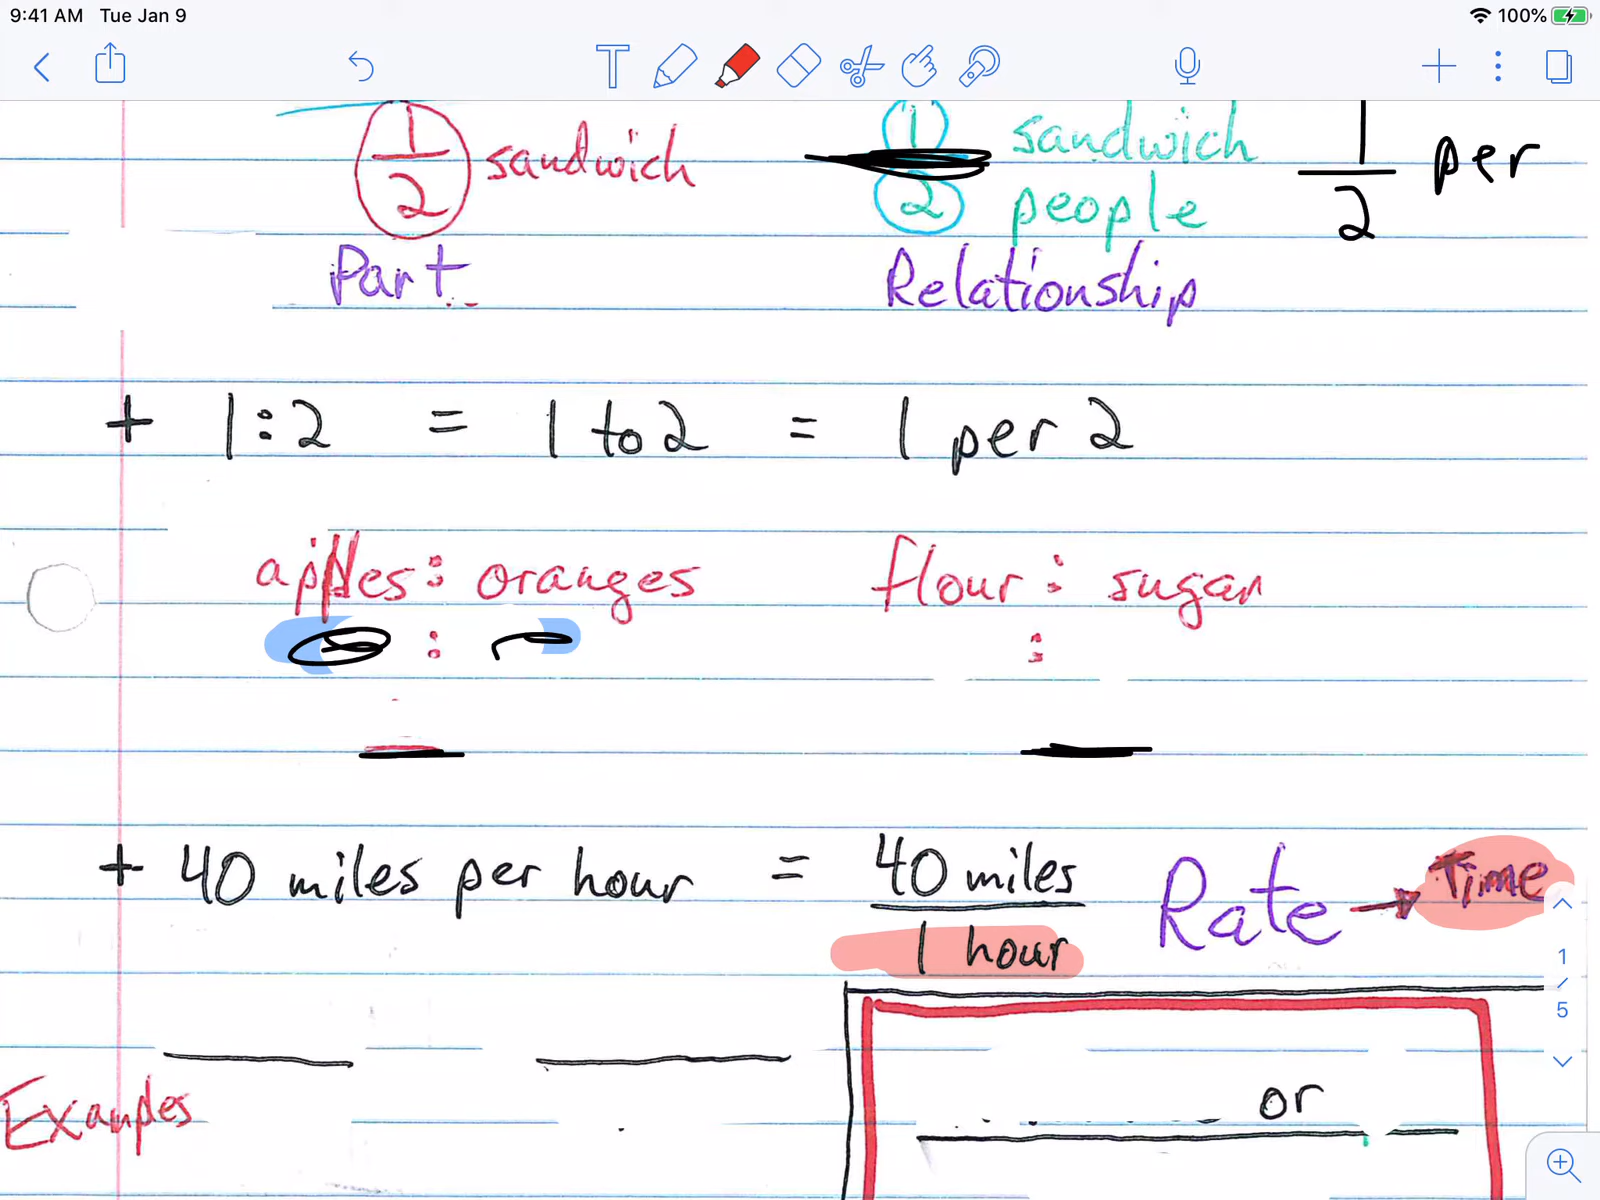 9:41 AM Tue Jan 9
100%
1/2 sandwich
1 sandwich
2 people
1/2 per
Part
Relationship
+ 1:2 = 1 to 2 = 1 per 2
apples : oranges
flour : sugar
:
:
+ 40 miles per hour = 40 miles / 1 hour
Rate → Time
1/5
or
Examples